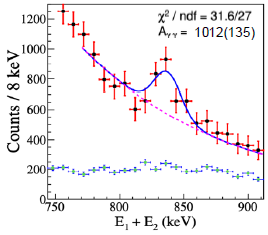 χ² / ndf = 31.6/27
Aγγ = 1012(135)
Counts / 8 keV
1200
1000
800
600
400
200
0
750
800
850
900
E₁ + E₂ (keV)